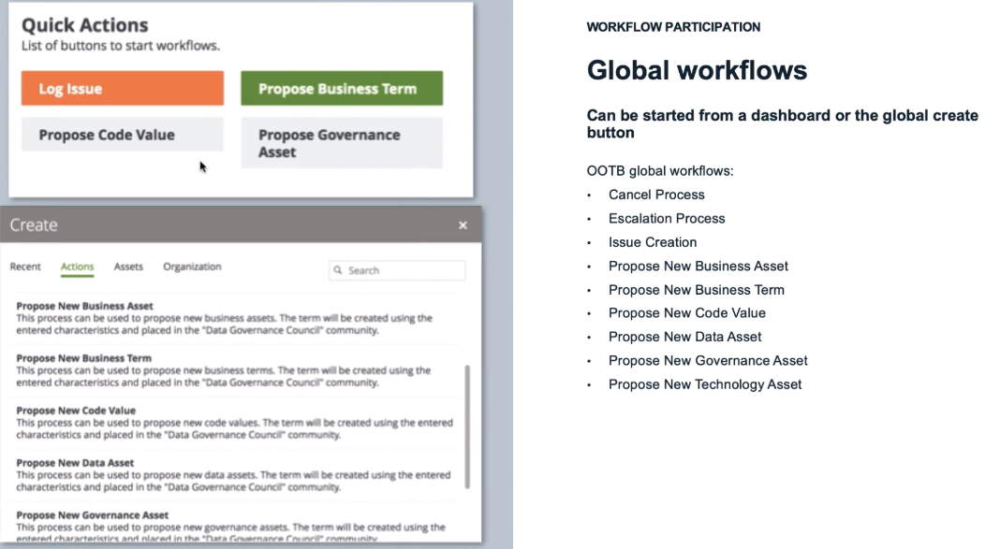 Quick Actions
List of buttons to start workflows.
Log Issue
Propose Business Term
Propose Code Value
Propose Governance
Asset
Create
×
Recent
Actions
Assets
Organization
Search
Propose New Business Asset
This process can be used to propose new business assets. The term will be created using the
entered characteristics and placed in the "Data Governance Council" community.
Propose New Business Term
This process can be used to propose new business terms. The term will be created using the
entered characteristics and placed in the "Data Governance Council" community.
Propose New Code Value
This process can be used to propose new code values. The term will be created using the entered
characteristics and placed in the "Data Governance Council" community.
Propose New Data Asset
This process can be used to propose new data assets. The term will be created using the entered
characteristics and placed in the "Data Governance Council" community.
Propose New Governance Asset
This process can be used to propose new governance assets. The term will be created using the
entered characteristics and placed in the "Data Governance Council" community.
WORKFLOW PARTICIPATION
Global workflows
Can be started from a dashboard or the global create
button
OOTB global workflows:
• Cancel Process
• Escalation Process
• Issue Creation
• Propose New Business Asset
• Propose New Business Term
• Propose New Code Value
• Propose New Data Asset
• Propose New Governance Asset
• Propose New Technology Asset